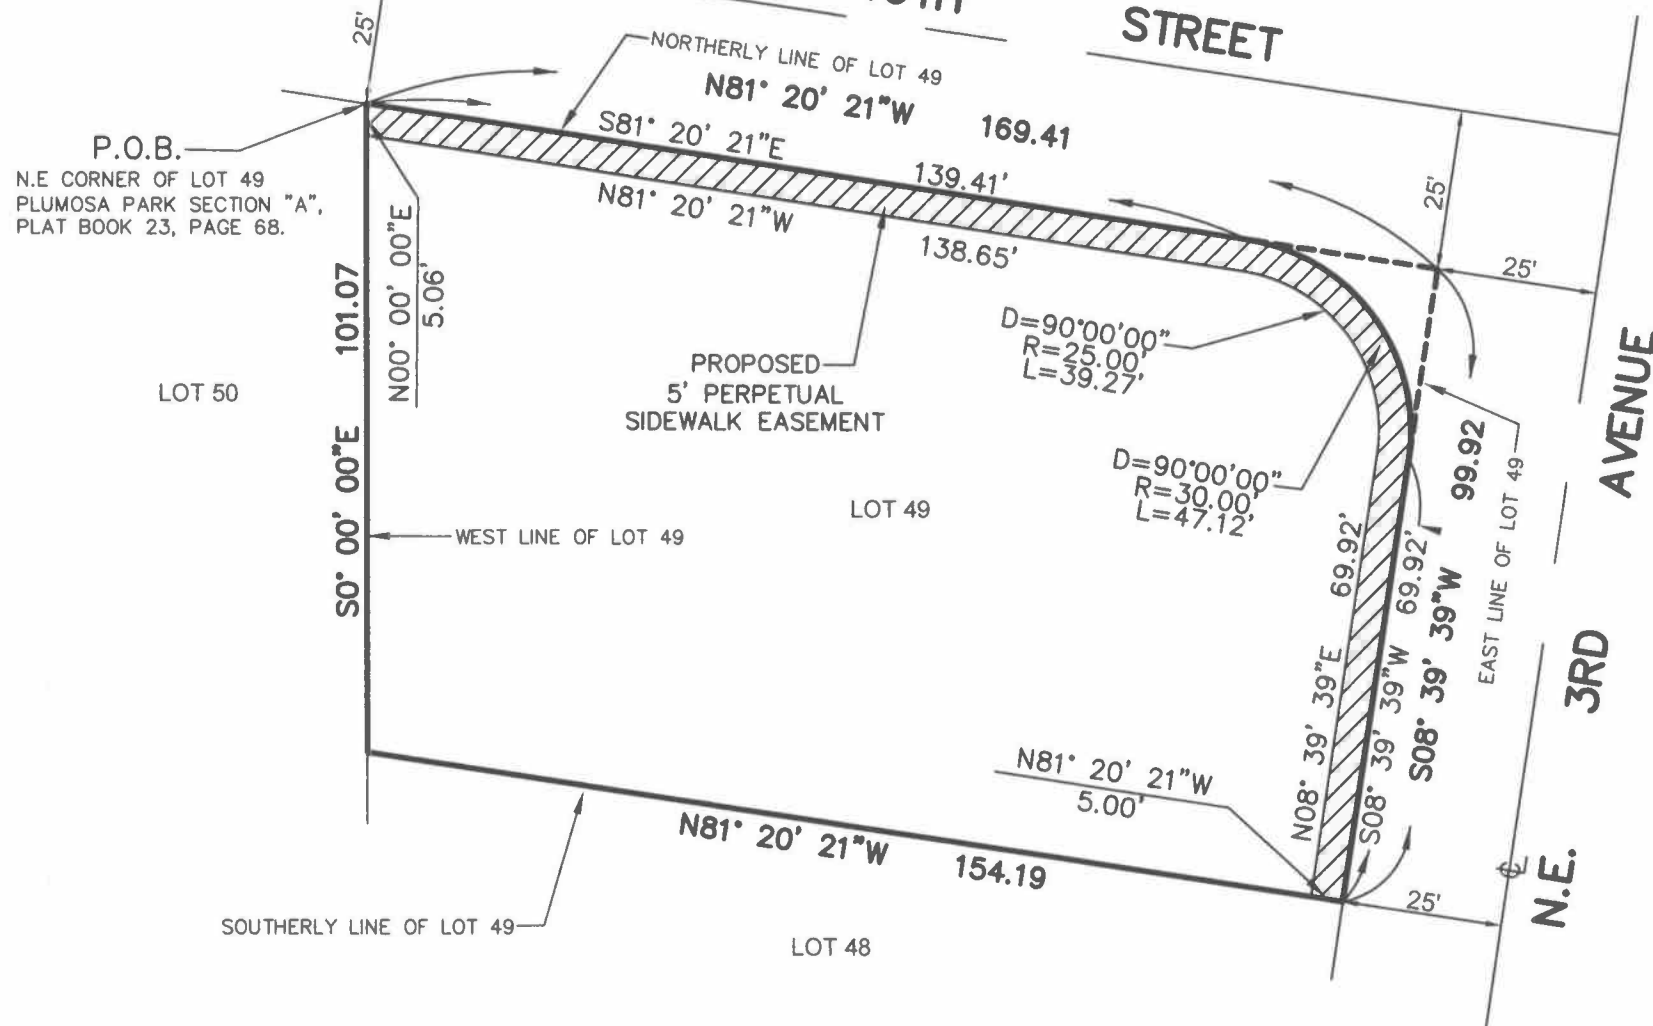 STREET
25'
NORTHERLY LINE OF LOT 49
N81° 20' 21"W 169.41
S81° 20' 21"E 139.41'
N81° 20' 21"W 138.65'
P.O.B.
N.E CORNER OF LOT 49
PLUMOSA PARK SECTION "A",
PLAT BOOK 23, PAGE 68.
N00° 00' 00"E
5.06'
25'
25'
D=90°00'00"
R=25.00'
L=39.27'
PROPOSED
5' PERPETUAL
SIDEWALK EASEMENT
D=90°00'00"
R=30.00'
L=47.12'
LOT 50
S0° 00' 00"E 101.07
WEST LINE OF LOT 49
LOT 49
N08° 39' 39"E 69.92'
S08° 39' 39"W 69.92'
S08° 39' 39"W 99.92
EAST LINE OF LOT 49
N.E. 3RD AVENUE
℄
N81° 20' 21"W
5.00'
N81° 20' 21"W 154.19
25'
SOUTHERLY LINE OF LOT 49
LOT 48